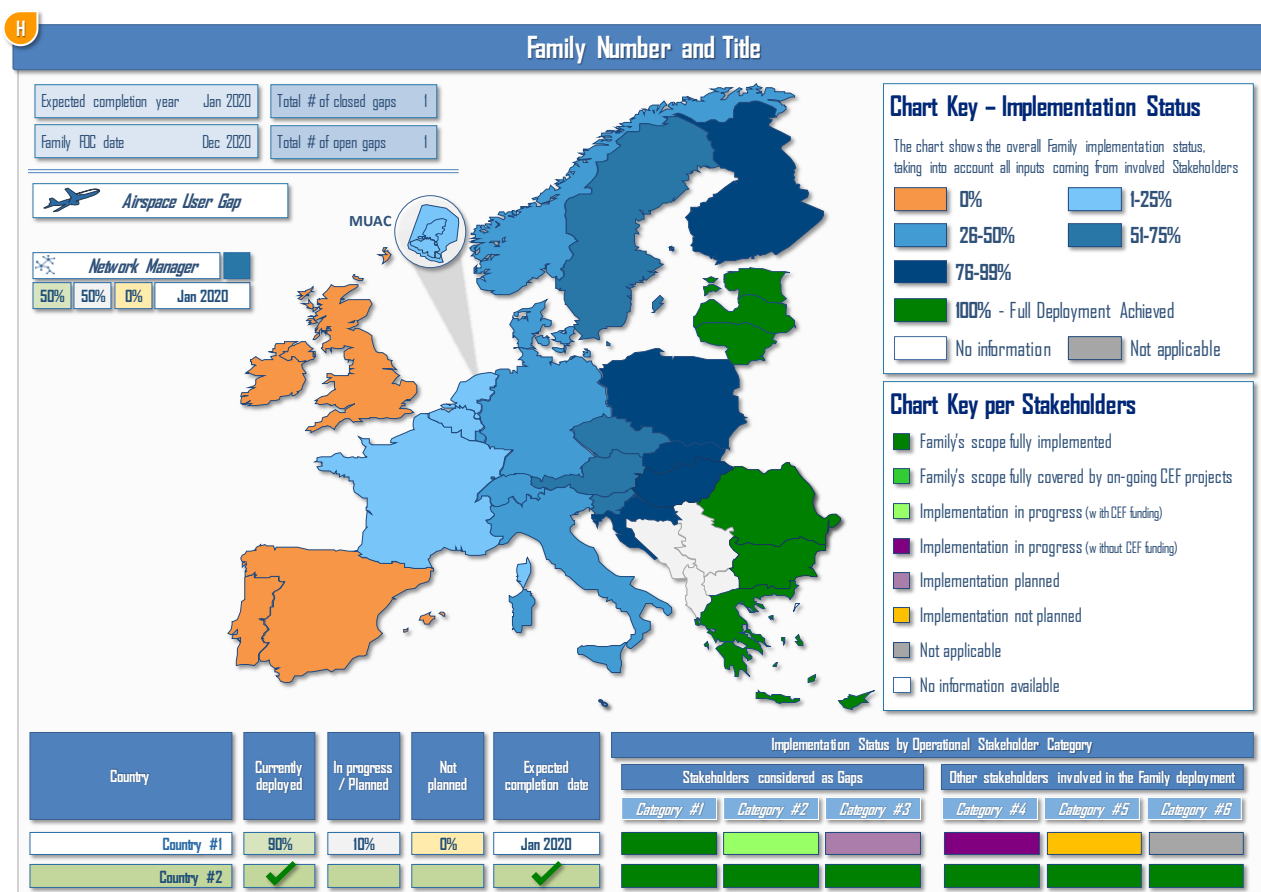 H
Family Number and Title
Expected completion year Jan 2020
Total # of closed gaps 1
Family FOC date Dec 2020
Total # of open gaps 1
Airspace User Gap
MUAC
Network Manager
50% 50% 0% Jan 2020
Chart Key – Implementation Status
The chart shows the overall Family implementation status,
taking into account all inputs coming from involved Stakeholders
0% 1-25%
26-50% 51-75%
76-99%
100% - Full Deployment Achieved
No information Not applicable
Chart Key per Stakeholders
Family's scope fully implemented
Family's scope fully covered by on-going CEF projects
Implementation in progress (with CEF funding)
Implementation in progress (without CEF funding)
Implementation planned
Implementation not planned
Not applicable
No information available
Country
Currently
deployed
In progress
/ Planned
Not
planned
Expected
completion date
Implementation Status by Operational Stakeholder Category
Stakeholders considered as Gaps
Other stakeholders involved in the Family deployment
Category #1 Category #2 Category #3 Category #4 Category #5 Category #6
Country #1 90% 10% 0% Jan 2020
Country #2